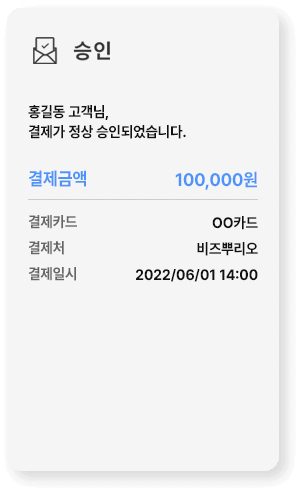 승인
홍길동 고객님,
결제가 정상 승인되었습니다.
결제금액 100,000원
결제카드 OO카드
결제처 비즈뿌리오
결제일시 2022/06/01 14:00